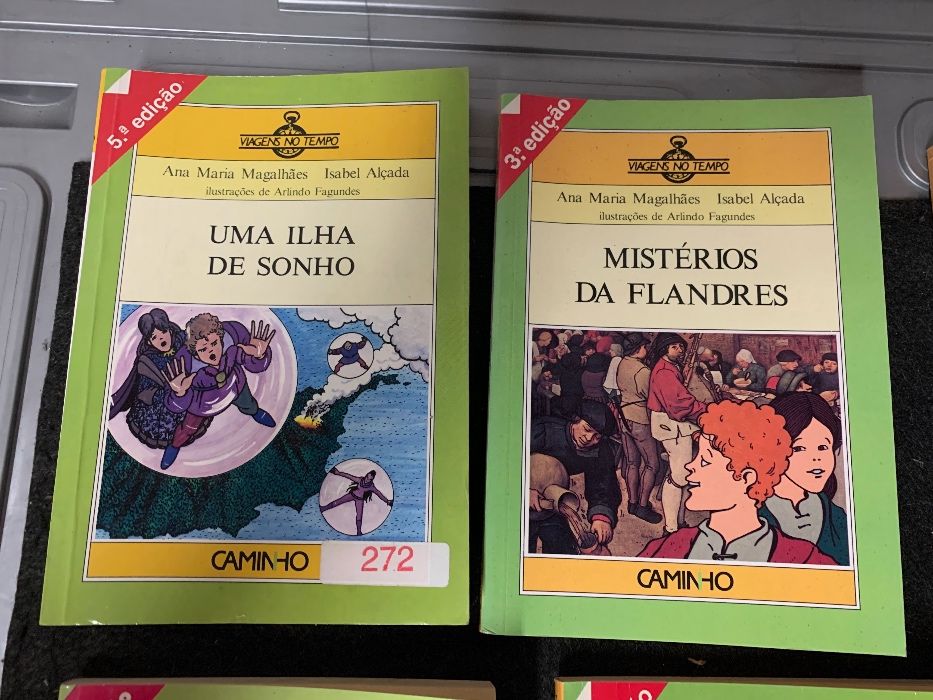 5.ª edição
VIAGENS NO TEMPO
Ana Maria Magalhães Isabel Alçada
ilustrações de Arlindo Fagundes
UMA ILHA
DE SONHO
CAMINHO
272
3.ª edição
VIAGENS NO TEMPO
Ana Maria Magalhães Isabel Alçada
ilustrações de Arlindo Fagundes
MISTÉRIOS
DA FLANDRES
CAMINHO